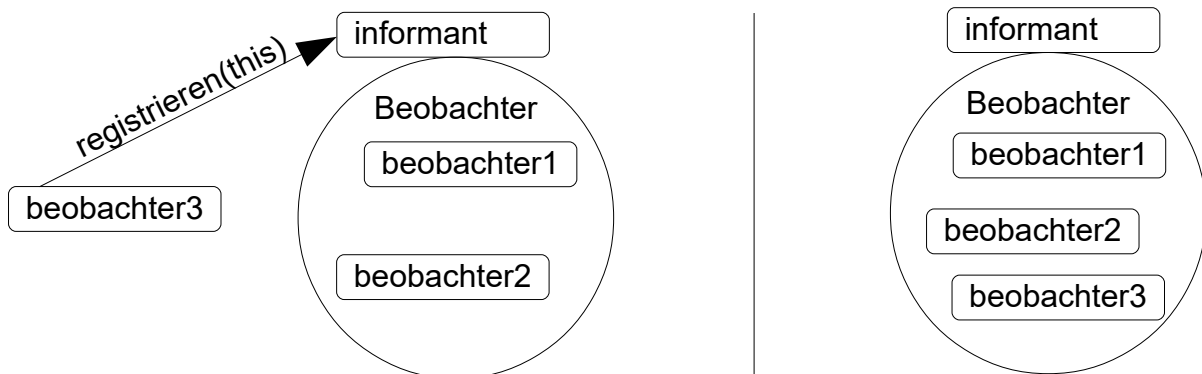 informant
registrieren(this)
Beobachter
beobachter1
beobachter3
beobachter2
informant
Beobachter
beobachter1
beobachter2
beobachter3